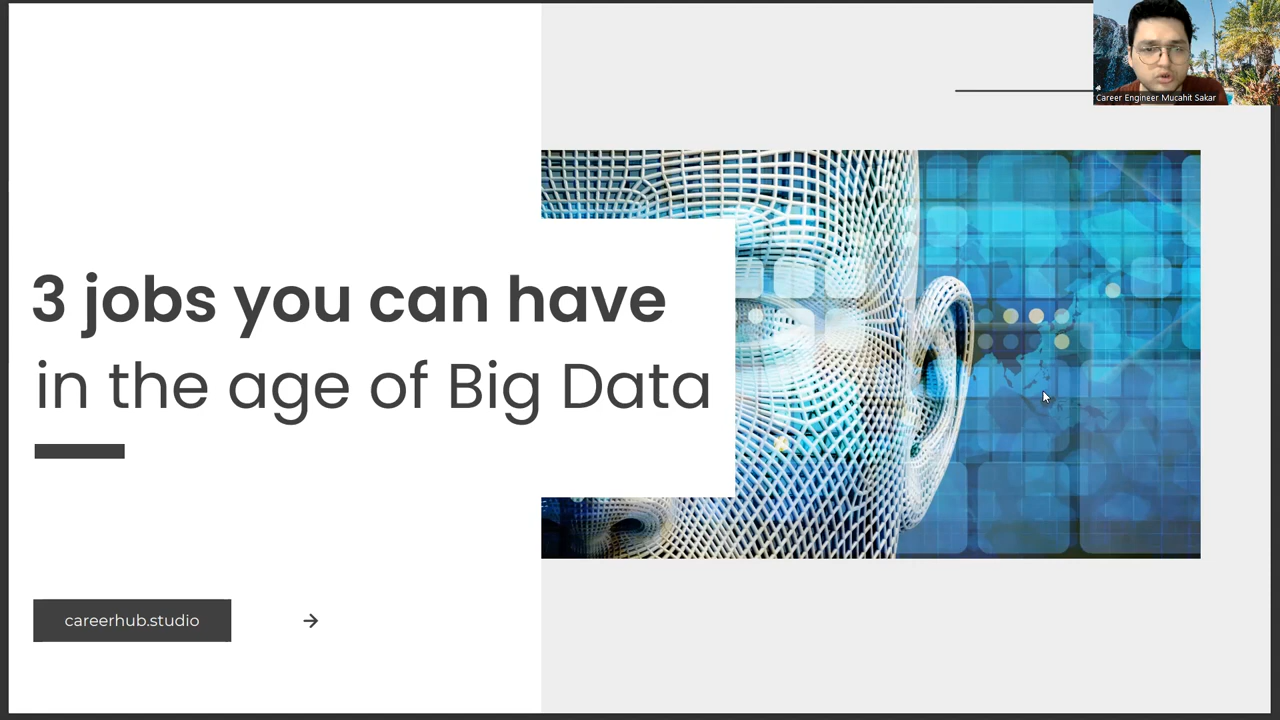 Career Engineer Mucahit Sakar
3 jobs you can have
in the age of Big Data
careerhub.studio